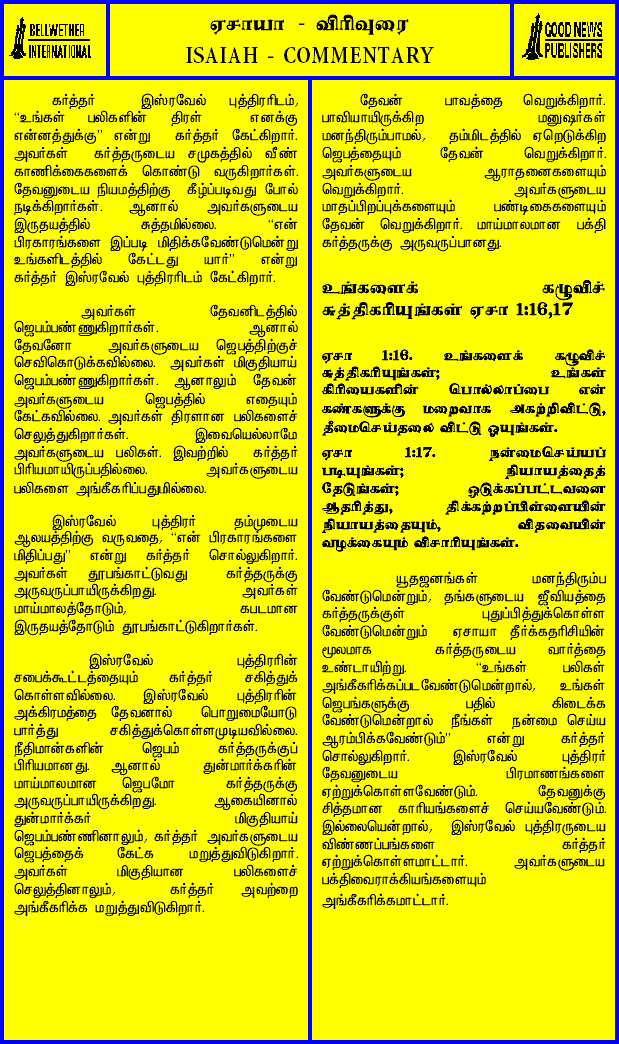 BELLWETHER
INTERNATIONAL
ஏசாயா - விரிவுரை
ISAIAH - COMMENTARY
GOOD NEWS
PUBLISHERS
கர்த்தர் இஸ்ரவேல் புத்திரரிடம்,
“உங்கள் பலிகளின் திரள் எனக்கு
என்னத்துக்கு” என்று கர்த்தர் கேட்கிறார்.
அவர்கள் கர்த்தருடைய சமுகத்தில் வீண்
காணிக்கைகளைக் கொண்டு வருகிறார்கள்.
தேவனுடைய நியமத்திற்கு கீழ்ப்படிவது போல்
நடிக்கிறார்கள். ஆனால் அவர்களுடைய
இருதயத்தில் சுத்தமில்லை. “என்
பிரகாரங்களை இப்படி மிதிக்கவேண்டுமென்று
உங்களிடத்தில் கேட்டது யார்” என்று
கர்த்தர் இஸ்ரவேல் புத்திரரிடம் கேட்கிறார்.
அவர்கள் தேவனிடத்தில்
ஜெபம்பண்ணுகிறார்கள். ஆனால்
தேவனோ அவர்களுடைய ஜெபத்திற்குச்
செவிகொடுக்கவில்லை. அவர்கள் மிகுதியாய்
ஜெபம்பண்ணுகிறார்கள். ஆனாலும் தேவன்
அவர்களுடைய ஜெபத்தில் எதையும்
கேட்கவில்லை. அவர்கள் திரளான பலிகளைச்
செலுத்துகிறார்கள். இவையெல்லாமே
அவர்களுடைய பலிகள். இவற்றில் கர்த்தர்
பிரியமாயிருப்பதில்லை. அவர்களுடைய
பலிகளை அங்கீகரிப்பதுமில்லை.
இஸ்ரவேல் புத்திரர் தம்முடைய
ஆலயத்திற்கு வருவதை, “என் பிரகாரங்களை
மிதிப்பது” என்று கர்த்தர் சொல்லுகிறார்.
அவர்கள் தூபங்காட்டுவது கர்த்தருக்கு
அருவருப்பாயிருக்கிறது. அவர்கள்
மாய்மாலத்தோடும், கபடமான
இருதயத்தோடும் தூபங்காட்டுகிறார்கள்.
இஸ்ரவேல் புத்திரரின்
சபைக்கூட்டத்தையும் கர்த்தர் சகித்துக்
கொள்ளவில்லை. இஸ்ரவேல் புத்திரரின்
அக்கிரமத்தை தேவனால் பொறுமையோடு
பார்த்து சகித்துக்கொள்ளமுடியவில்லை.
நீதிமான்களின் ஜெபம் கர்த்தருக்குப்
பிரியமானது. ஆனால் துன்மார்க்கரின்
மாய்மாலமான ஜெபமோ கர்த்தருக்கு
அருவருப்பாயிருக்கிறது. ஆகையினால்
துன்மார்க்கர் மிகுதியாய்
ஜெபம்பண்ணினாலும், கர்த்தர் அவர்களுடைய
ஜெபத்தைக் கேட்க மறுத்துவிடுகிறார்.
அவர்கள் மிகுதியான பலிகளைச்
செலுத்தினாலும், கர்த்தர் அவற்றை
அங்கீகரிக்க மறுத்துவிடுகிறார்.
தேவன் பாவத்தை வெறுக்கிறார்.
பாவியாயிருக்கிற மனுஷர்கள்
மனந்திரும்பாமல், தம்மிடத்தில் ஏறெடுக்கிற
ஜெபத்தையும் தேவன் வெறுக்கிறார்.
அவர்களுடைய ஆராதனைகளையும்
வெறுக்கிறார். அவர்களுடைய
மாதப்பிறப்புக்களையும் பண்டிகைகளையும்
தேவன் வெறுக்கிறார். மாய்மாலமான பக்தி
கர்த்தருக்கு அருவருப்பானது.
உங்களைக் கழுவிச்
சுத்திகரியுங்கள் ஏசா 1:16,17
ஏசா 1:16. உங்களைக் கழுவிச்
சுத்திகரியுங்கள்; உங்கள்
கிரியைகளின் பொல்லாப்பை என்
கண்களுக்கு மறைவாக அகற்றிவிட்டு,
தீமைசெய்தலை விட்டு ஓயுங்கள்.
ஏசா 1:17. நன்மைசெய்யப்
படியுங்கள்; நியாயத்தைத்
தேடுங்கள்; ஒடுக்கப்பட்டவனை
ஆதரித்து, திக்கற்றப்பிள்ளையின்
நியாயத்தையும், விதவையின்
வழக்கையும் விசாரியுங்கள்.
யூதஜனங்கள் மனந்திரும்ப
வேண்டுமென்றும், தங்களுடைய ஜீவியத்தை
கர்த்தருக்குள் புதுப்பித்துக்கொள்ள
வேண்டுமென்றும் ஏசாயா தீர்க்கதரிசியின்
மூலமாக கர்த்தருடைய வார்த்தை
உண்டாயிற்று. “உங்கள் பலிகள்
அங்கீகரிக்கப்படவேண்டுமென்றால், உங்கள்
ஜெபங்களுக்கு பதில் கிடைக்க
வேண்டுமென்றால் நீங்கள் நன்மை செய்ய
ஆரம்பிக்கவேண்டும்” என்று கர்த்தர்
சொல்லுகிறார். இஸ்ரவேல் புத்திரர்
தேவனுடைய பிரமாணங்களை
ஏற்றுக்கொள்ளவேண்டும். தேவனுக்கு
சித்தமான காரியங்களைச் செய்யவேண்டும்.
இல்லையென்றால், இஸ்ரவேல் புத்திரருடைய
விண்ணப்பங்களை கர்த்தர்
ஏற்றுக்கொள்ளமாட்டார். அவர்களுடைய
பக்திவைராக்கியங்களையும்
அங்கீகரிக்கமாட்டார்.